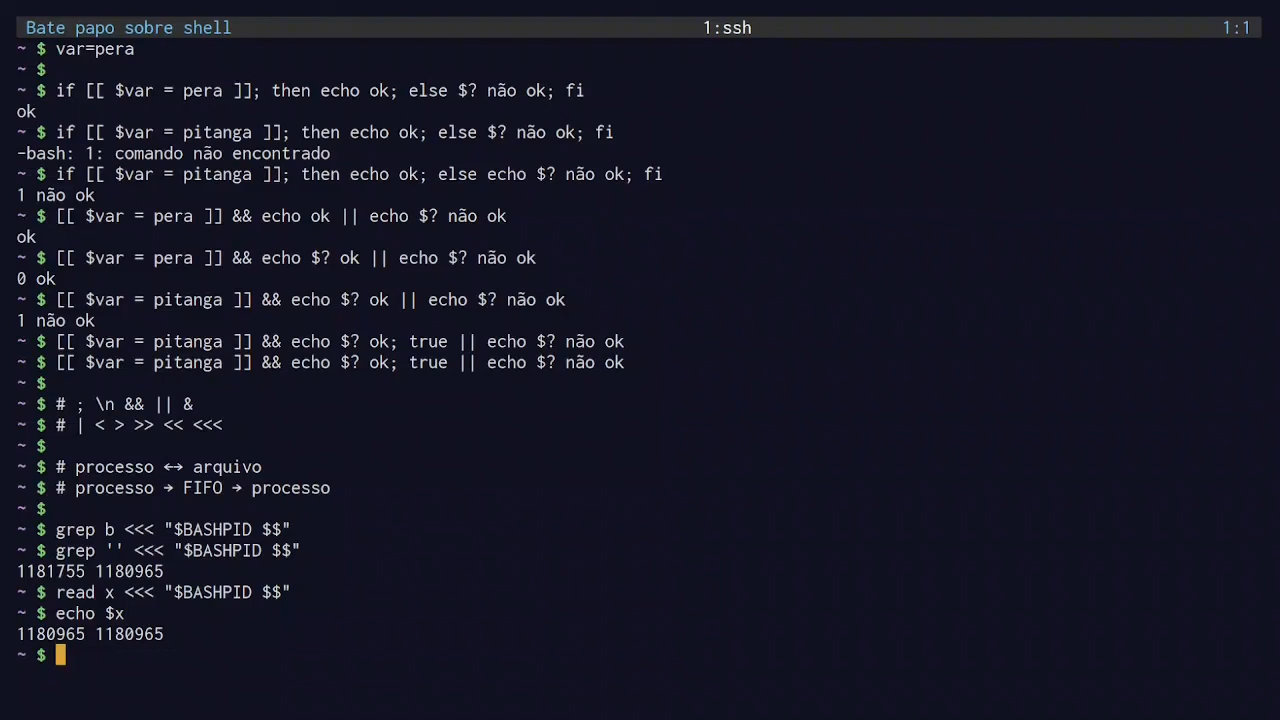 Bate papo sobre shell 1:ssh 1:1
~ $ var=pera
~ $
~ $ if [[ $var = pera ]]; then echo ok; else $? não ok; fi
ok
~ $ if [[ $var = pitanga ]]; then echo ok; else $? não ok; fi
-bash: 1: comando não encontrado
~ $ if [[ $var = pitanga ]]; then echo ok; else echo $? não ok; fi
1 não ok
~ $ [[ $var = pera ]] && echo ok || echo $? não ok
ok
~ $ [[ $var = pera ]] && echo $? ok || echo $? não ok
0 ok
~ $ [[ $var = pitanga ]] && echo $? ok || echo $? não ok
1 não ok
~ $ [[ $var = pitanga ]] && echo $? ok; true || echo $? não ok
~ $ [[ $var = pitanga ]] && echo $? ok; true || echo $? não ok
~ $
~ $ # ; \n && || &
~ $ # | < > >> << <<<
~ $
~ $ # processo ↔ arquivo
~ $ # processo → FIFO → processo
~ $
~ $ grep b <<< "$BASHPID $$"
~ $ grep '' <<< "$BASHPID $$"
1181755 1180965
~ $ read x <<< "$BASHPID $$"
~ $ echo $x
1180965 1180965
~ $